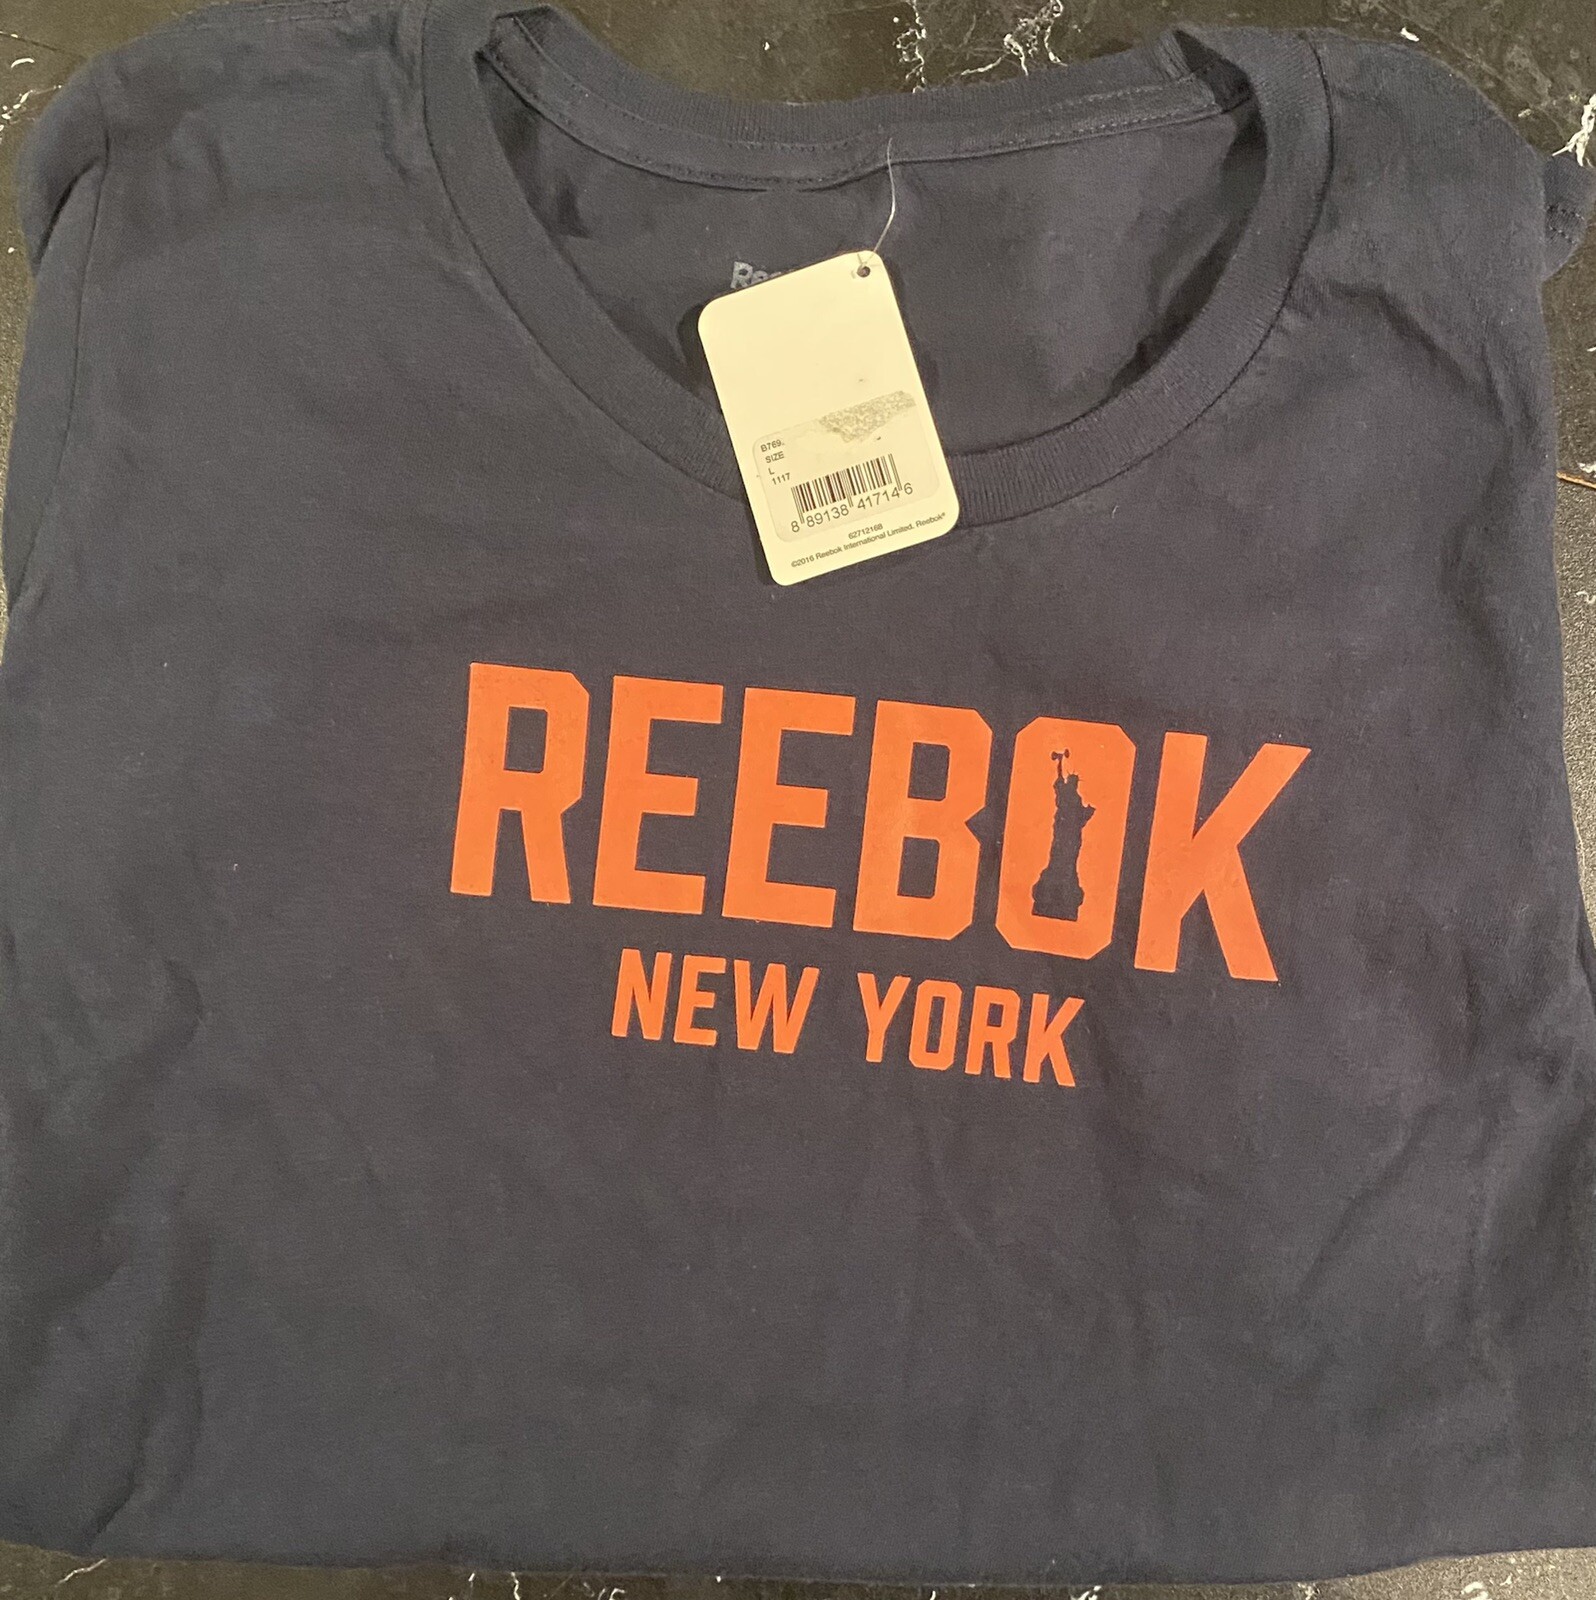 B769
SIZE
L
1117
8 89138 41714 6
62712168
©2016 Reebok International Limited. Reebok®
REEBOK
NEW YORK